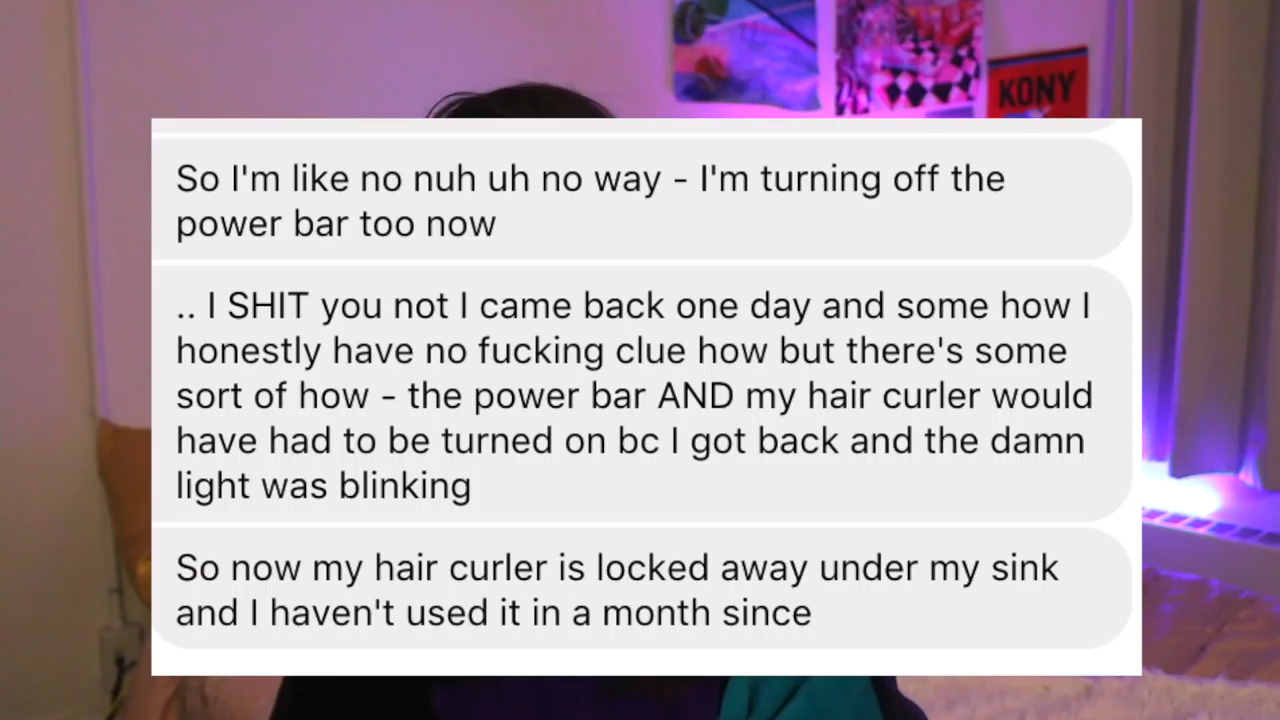 KONY
So I'm like no nuh uh no way - I'm turning off the
power bar too now
.. I SHIT you not I came back one day and some how I
honestly have no fucking clue how but there's some
sort of how - the power bar AND my hair curler would
have had to be turned on bc I got back and the damn
light was blinking
So now my hair curler is locked away under my sink
and I haven't used it in a month since